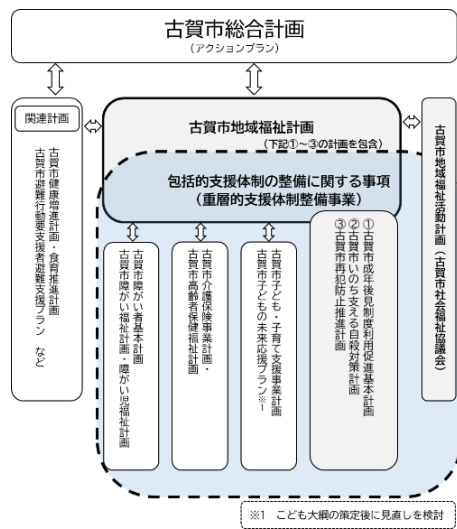 古賀市総合計画
（アクションプラン）
関連計画
古賀市健康増進計画・食育推進計画
古賀市避難行動要支援者避難支援プラン　など
古賀市地域福祉計画
（下記①～③の計画を包含）
包括的支援体制の整備に関する事項
（重層的支援体制整備事業）
古賀市障がい者基本計画
古賀市障がい福祉計画・障がい児福祉計画
古賀市介護保険事業計画・
古賀市高齢者保健福祉計画
古賀市子ども・子育て支援事業計画
古賀市子どもの未来応援プラン※1
①古賀市成年後見制度利用促進基本計画
②古賀市いのち支える自殺対策計画
③古賀市再犯防止推進計画
古賀市地域福祉活動計画（古賀市社会福祉協議会）
※1　こども大綱の策定後に見直しを検討